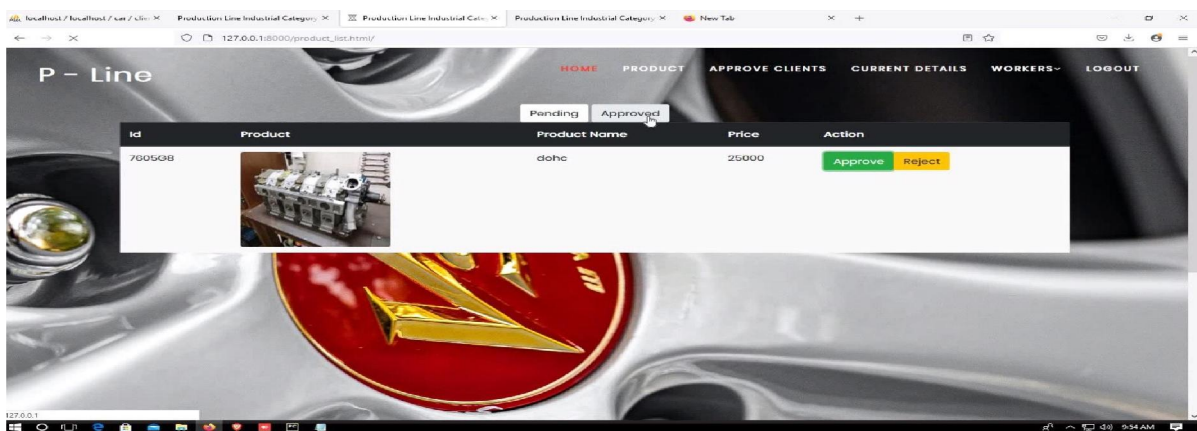 localhost / localhost / car / clie
Production Line Industrial Category
Production Line Industrial Cate
Production Line Industrial Category
New Tab
127.0.0.1:8000/product_list.html/
P - Line
HOME PRODUCT APPROVE CLIENTS CURRENT DETAILS WORKERS LOGOUT
Pending Approved
Id Product Product Name Price Action
7605G8 dohc 25000 Approve Reject
127.0.0.1
9:54 AM